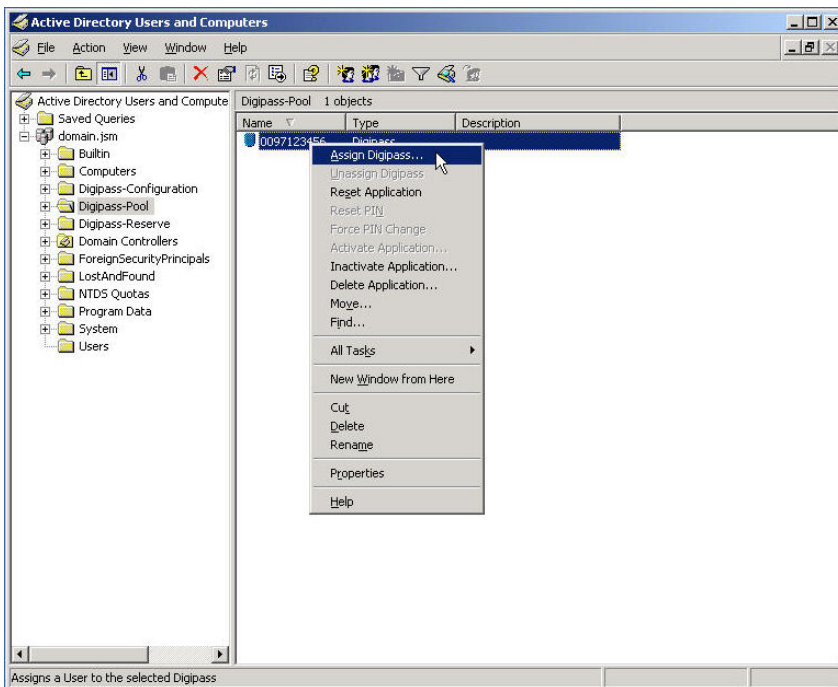 Active Directory Users and Computers
File Action View Window Help
Active Directory Users and Compute
Saved Queries
domain.jsm
Builtin
Computers
Digipass-Configuration
Digipass-Pool
Digipass-Reserve
Domain Controllers
ForeignSecurityPrincipals
LostAndFound
NTDS Quotas
Program Data
System
Users
Digipass-Pool 1 objects
Name Type Description
0097123456 Digipass
Assign Digipass...
Unassign Digipass
Reset Application
Reset PIN
Force PIN Change
Activate Application...
Inactivate Application...
Delete Application...
Move...
Find...
All Tasks
New Window from Here
Cut
Delete
Rename
Properties
Help
Assigns a User to the selected Digipass